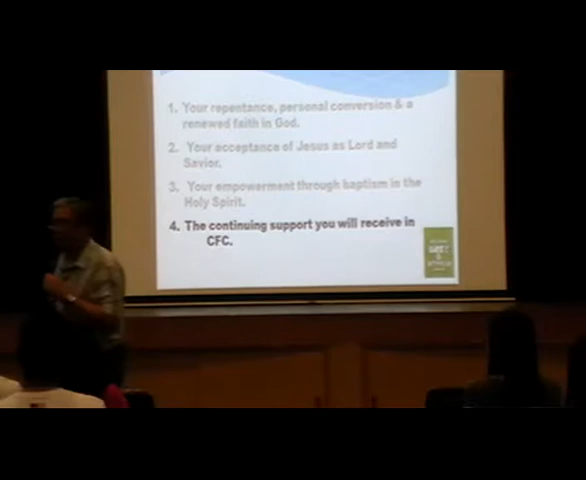 1. Your repentance, personal conversion & a
renewed faith in God.
2. Your acceptance of Jesus as Lord and
Savior.
3. Your empowerment through baptism in the
Holy Spirit.
4. The continuing support you will receive in
CFC.